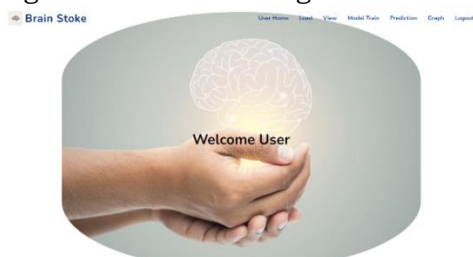 Brain Stoke
User Home Load View Model Train Prediction Graph Logout
Welcome User